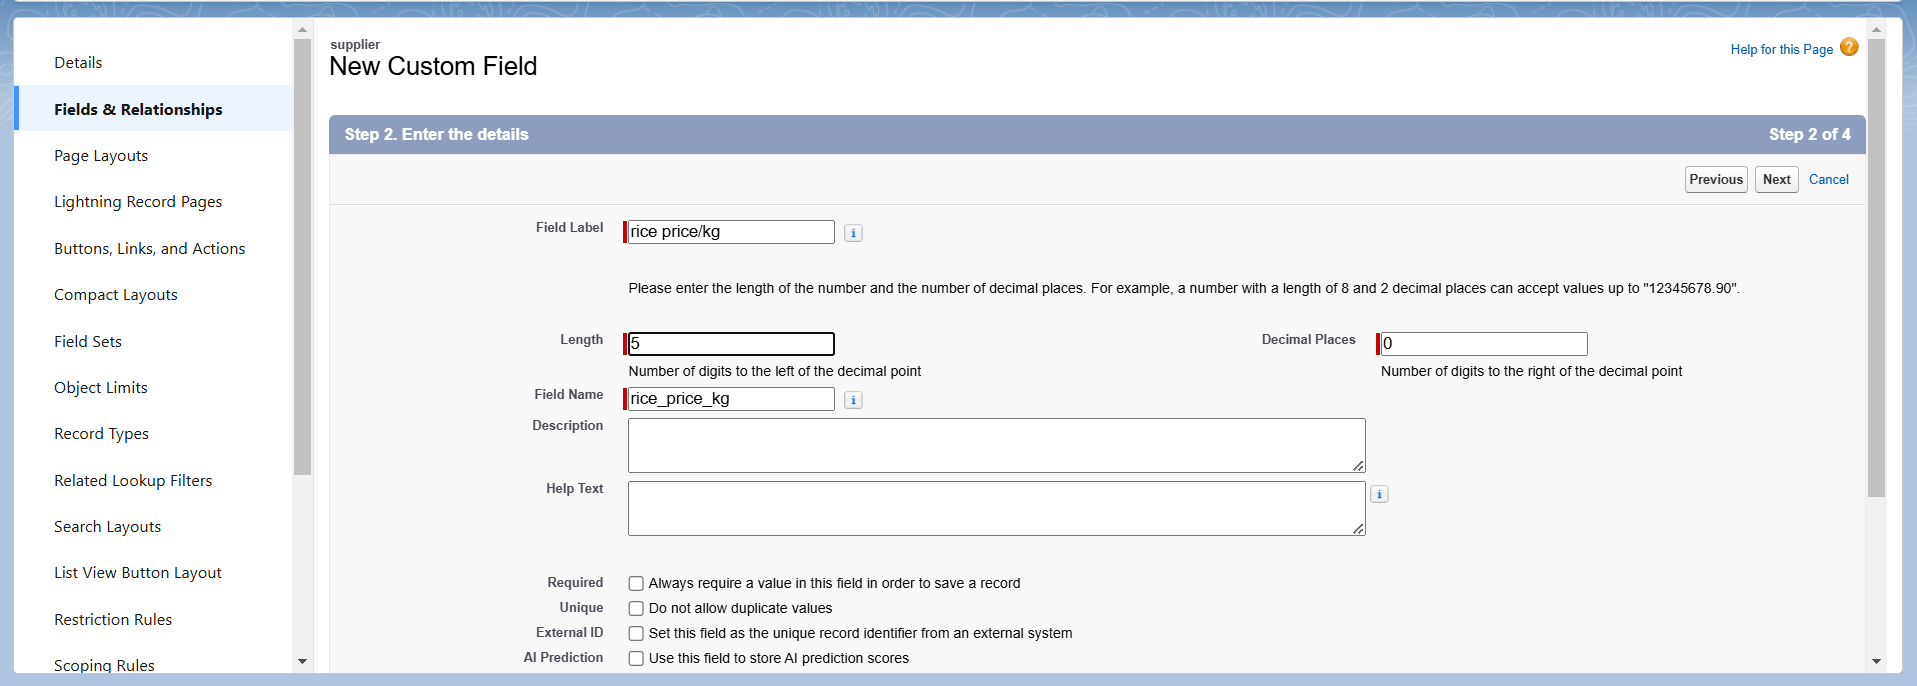 Details
Fields & Relationships
Page Layouts
Lightning Record Pages
Buttons, Links, and Actions
Compact Layouts
Field Sets
Object Limits
Record Types
Related Lookup Filters
Search Layouts
List View Button Layout
Restriction Rules
Scoping Rules
supplier
New Custom Field
Help for this Page ?
Step 2. Enter the details
Step 2 of 4
Previous Next Cancel
Field Label rice price/kg i
Please enter the length of the number and the number of decimal places. For example, a number with a length of 8 and 2 decimal places can accept values up to "12345678.90".
Length 5
Decimal Places 0
Number of digits to the left of the decimal point
Number of digits to the right of the decimal point
Field Name rice_price_kg i
Description
Help Text i
Required Always require a value in this field in order to save a record
Unique Do not allow duplicate values
External ID Set this field as the unique record identifier from an external system
AI Prediction Use this field to store AI prediction scores